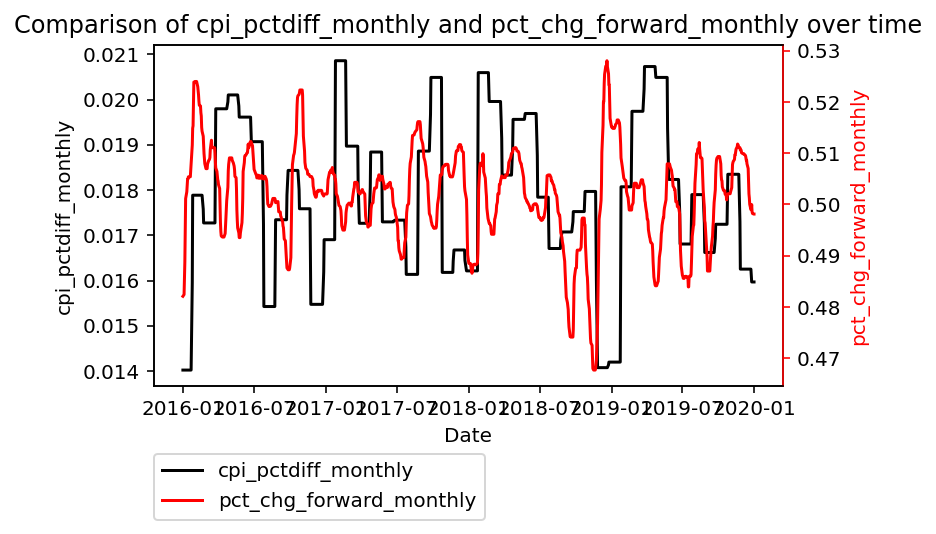 Comparison of cpi_pctdiff_monthly and pct_chg_forward_monthly over time
cpi_pctdiff_monthly
0.021
0.020
0.019
0.018
0.017
0.016
0.015
0.014
0.53
0.52
0.51
0.50
0.49
0.48
0.47
pct_chg_forward_monthly
2016-01 2016-07 2017-01 2017-07 2018-01 2018-07 2019-01 2019-07 2020-01
Date
cpi_pctdiff_monthly
pct_chg_forward_monthly